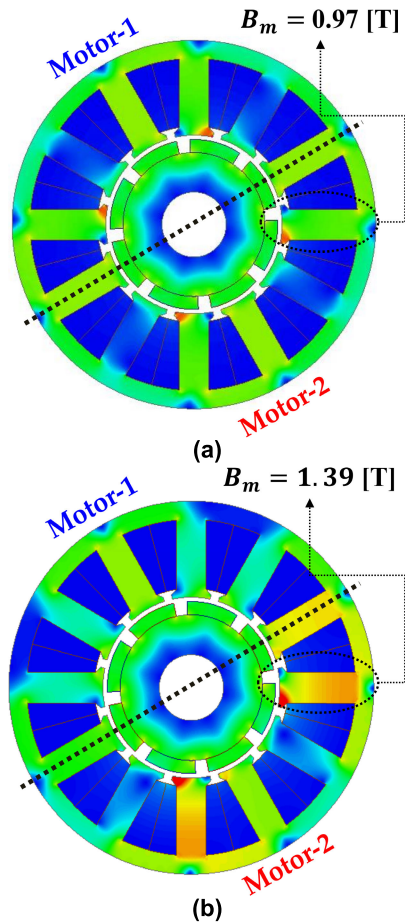 B_m = 0.97 [T]
Motor-1
Motor-2
(a)
B_m = 1.39 [T]
Motor-1
Motor-2
(b)